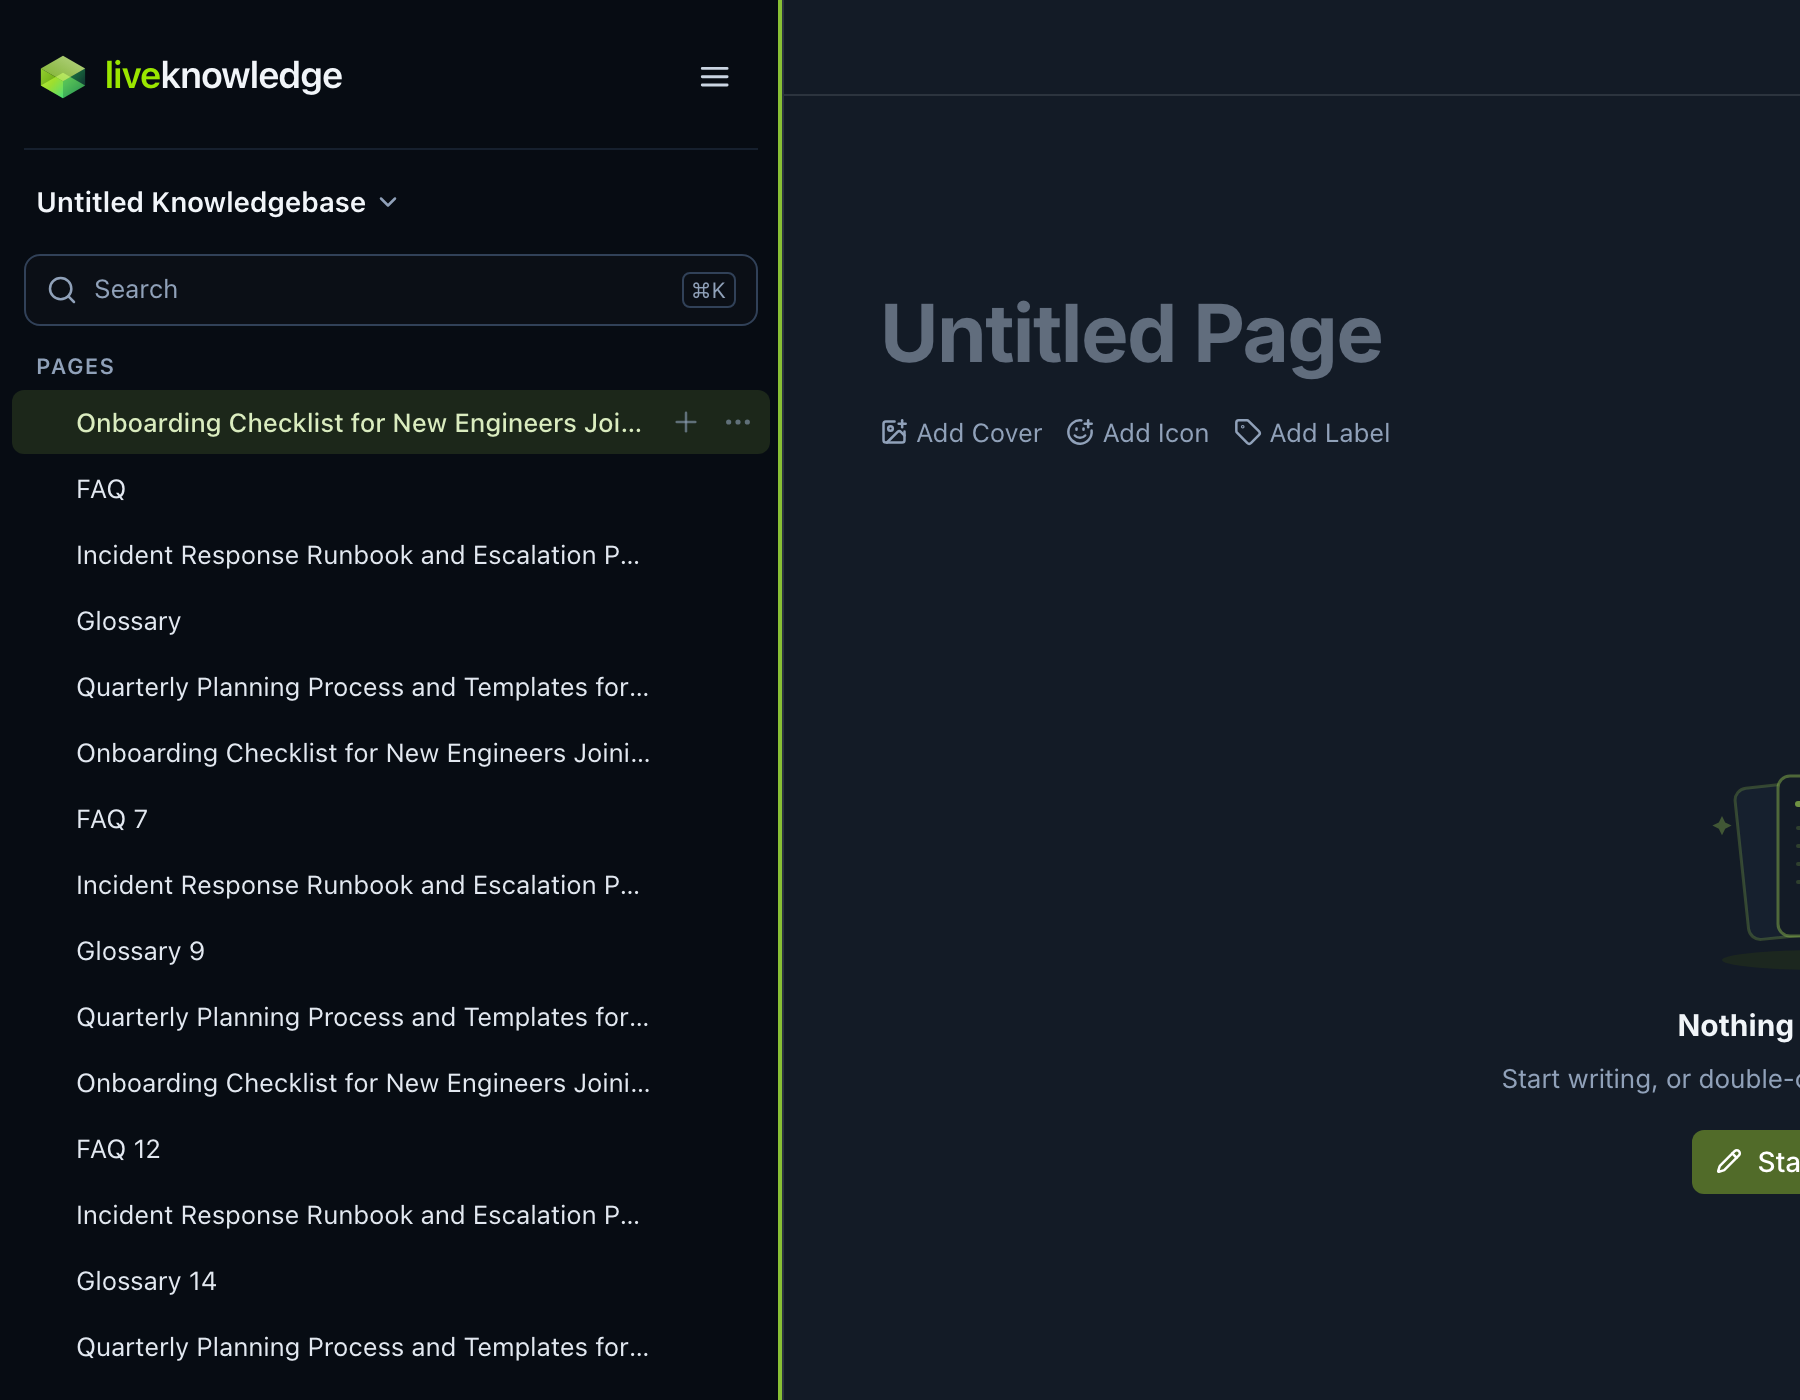 liveknowledge
Untitled Knowledgebase
Search ⌘K
PAGES
Onboarding Checklist for New Engineers Joi...
FAQ
Incident Response Runbook and Escalation P...
Glossary
Quarterly Planning Process and Templates for...
Onboarding Checklist for New Engineers Joini...
FAQ 7
Incident Response Runbook and Escalation P...
Glossary 9
Quarterly Planning Process and Templates for...
Onboarding Checklist for New Engineers Joini...
FAQ 12
Incident Response Runbook and Escalation P...
Glossary 14
Quarterly Planning Process and Templates for...
Untitled Page
Add Cover Add Icon Add Label
Nothing
Start writing, or double-c
Sta